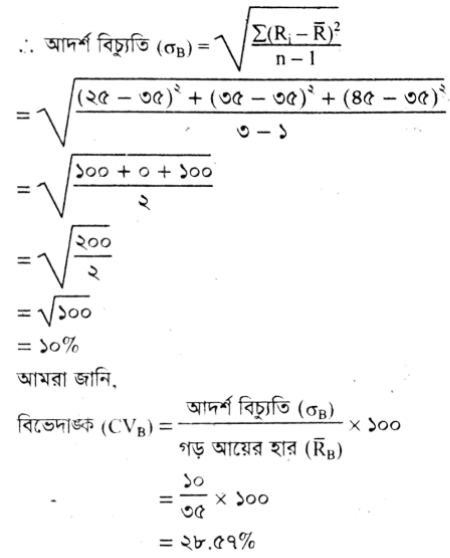 ∴ আদর্শ বিচ্যুতি (σ_B) = √(Σ(R_i – R̄)² / n – 1)
= √((২৫ – ৩৫)² + (৩৫ – ৩৫)² + (৪৫ – ৩৫)² / ৩ – ১)
= √(১০০ + ০ + ১০০ / ২)
= √(২০০ / ২)
= √১০০
= ১০%
আমরা জানি,
বিভেদাঙ্ক (CV_B) = আদর্শ বিচ্যুতি (σ_B) / গড় আয়ের হার (R̄_B) × ১০০
= ১০ / ৩৫ × ১০০
= ২৮.৫৭%